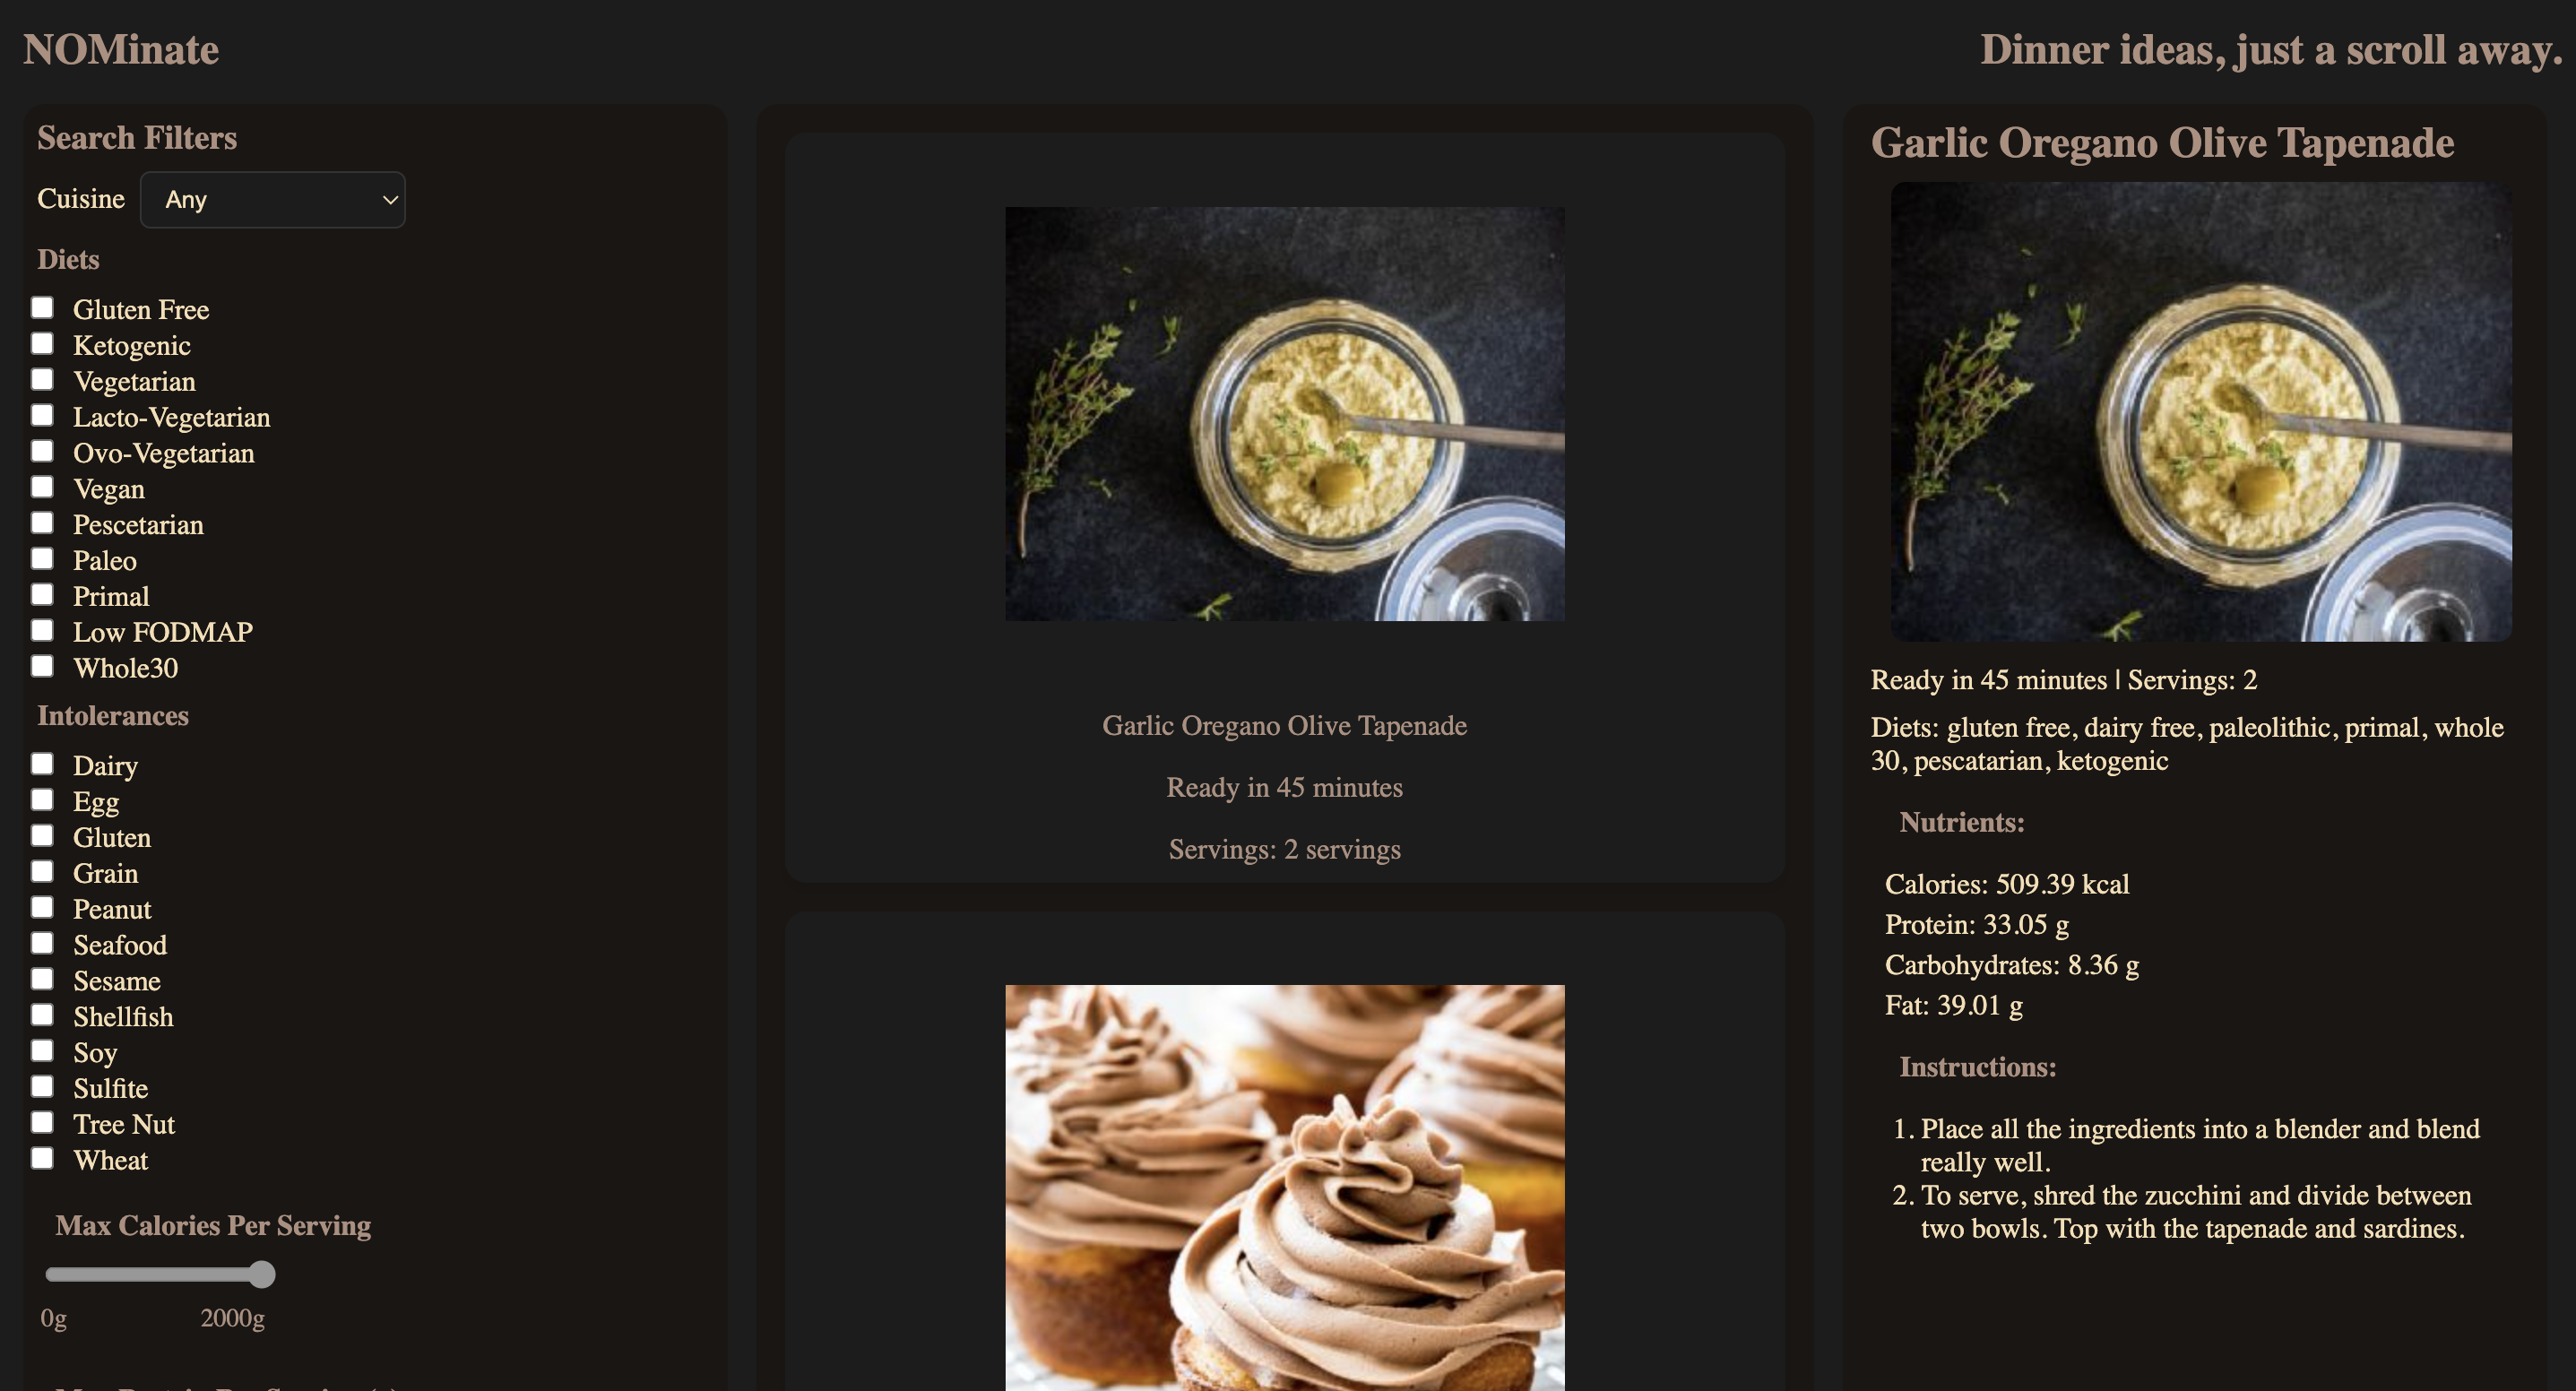 NOMinate
Dinner ideas, just a scroll away.
Search Filters
Cuisine
Any
Diets
Gluten Free
Ketogenic
Vegetarian
Lacto-Vegetarian
Ovo-Vegetarian
Vegan
Pescetarian
Paleo
Primal
Low FODMAP
Whole30
Intolerances
Dairy
Egg
Gluten
Grain
Peanut
Seafood
Sesame
Shellfish
Soy
Sulfite
Tree Nut
Wheat
Max Calories Per Serving
0g 2000g
Garlic Oregano Olive Tapenade
Ready in 45 minutes
Servings: 2 servings
Garlic Oregano Olive Tapenade
Ready in 45 minutes | Servings: 2
Diets: gluten free, dairy free, paleolithic, primal, whole
30, pescatarian, ketogenic
Nutrients:
Calories: 509.39 kcal
Protein: 33.05 g
Carbohydrates: 8.36 g
Fat: 39.01 g
Instructions:
1. Place all the ingredients into a blender and blend
really well.
2. To serve, shred the zucchini and divide between
two bowls. Top with the tapenade and sardines.